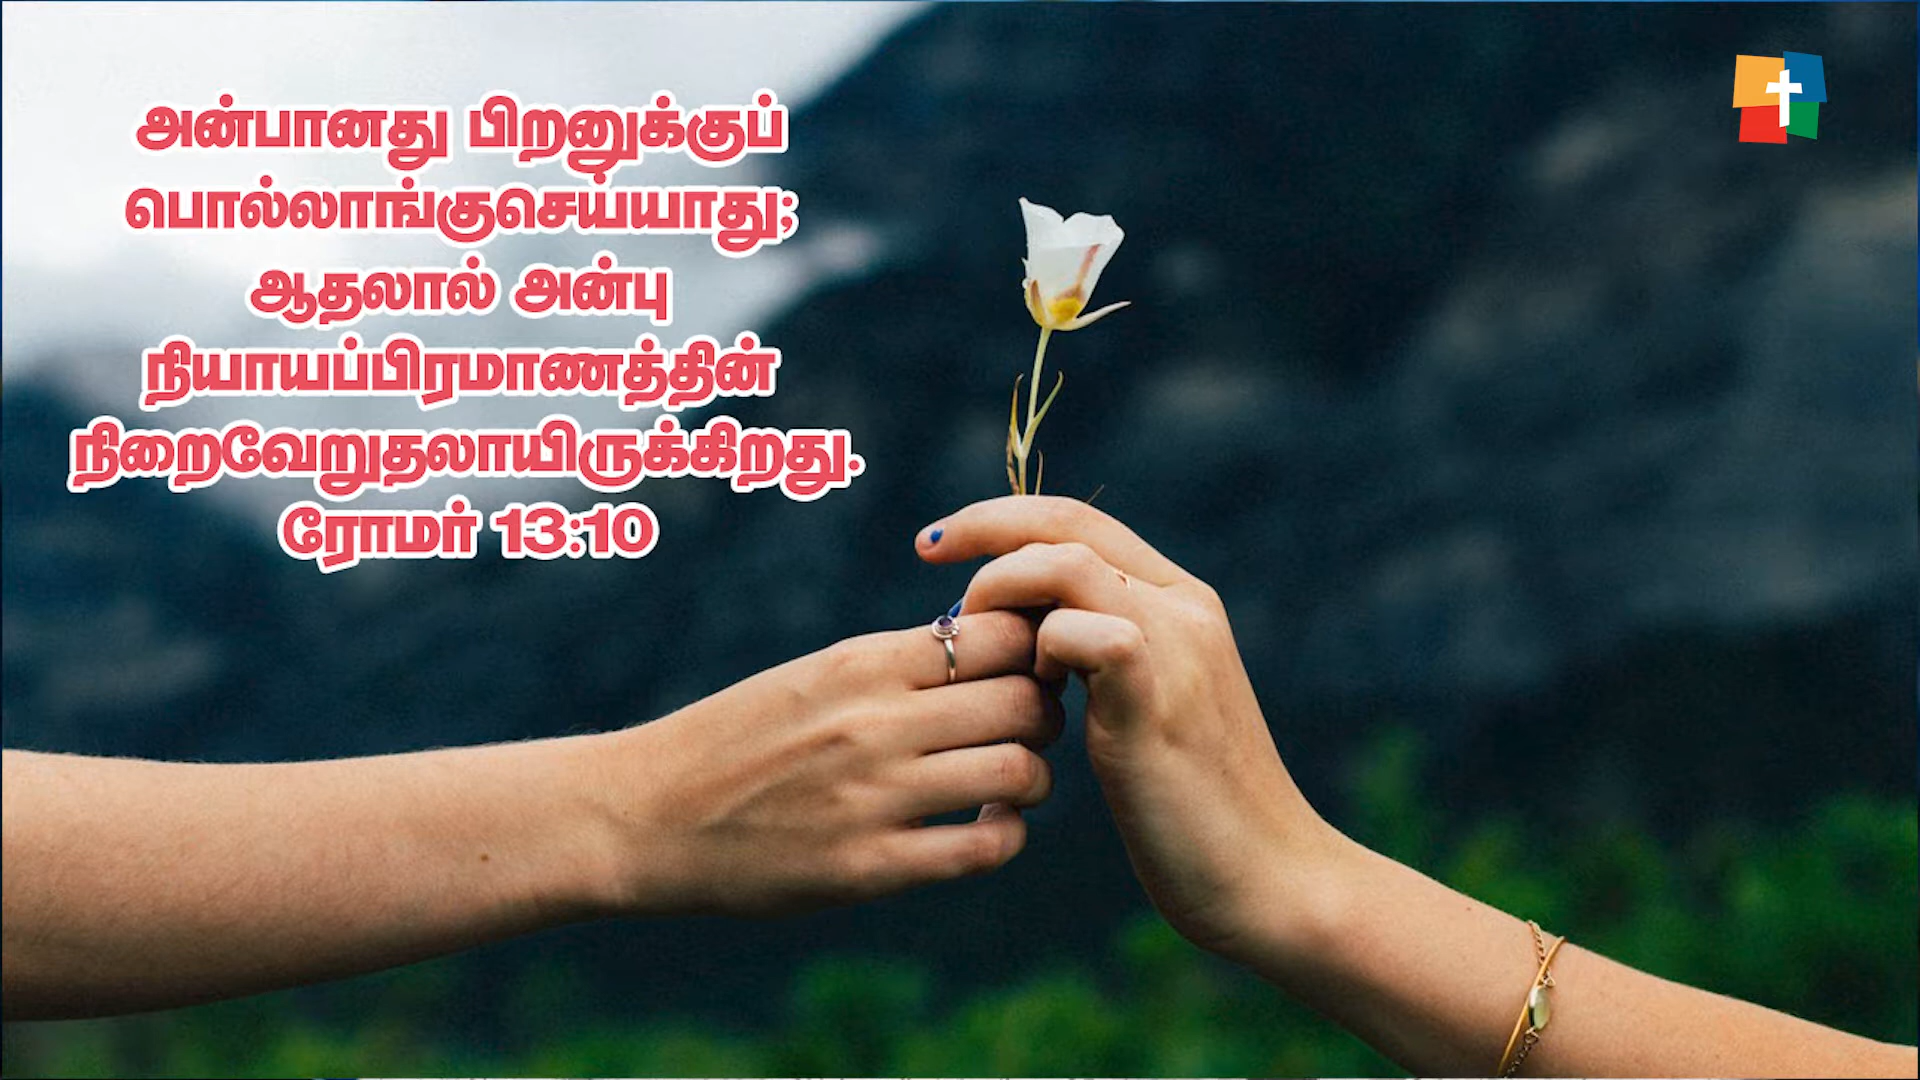 அன்பானது பிறனுக்குப்
பொல்லாங்குசெய்யாது;
ஆதலால் அன்பு
நியாயப்பிரமாணத்தின்
நிறைவேறுதலாயிருக்கிறது.
ரோமர் 13:10